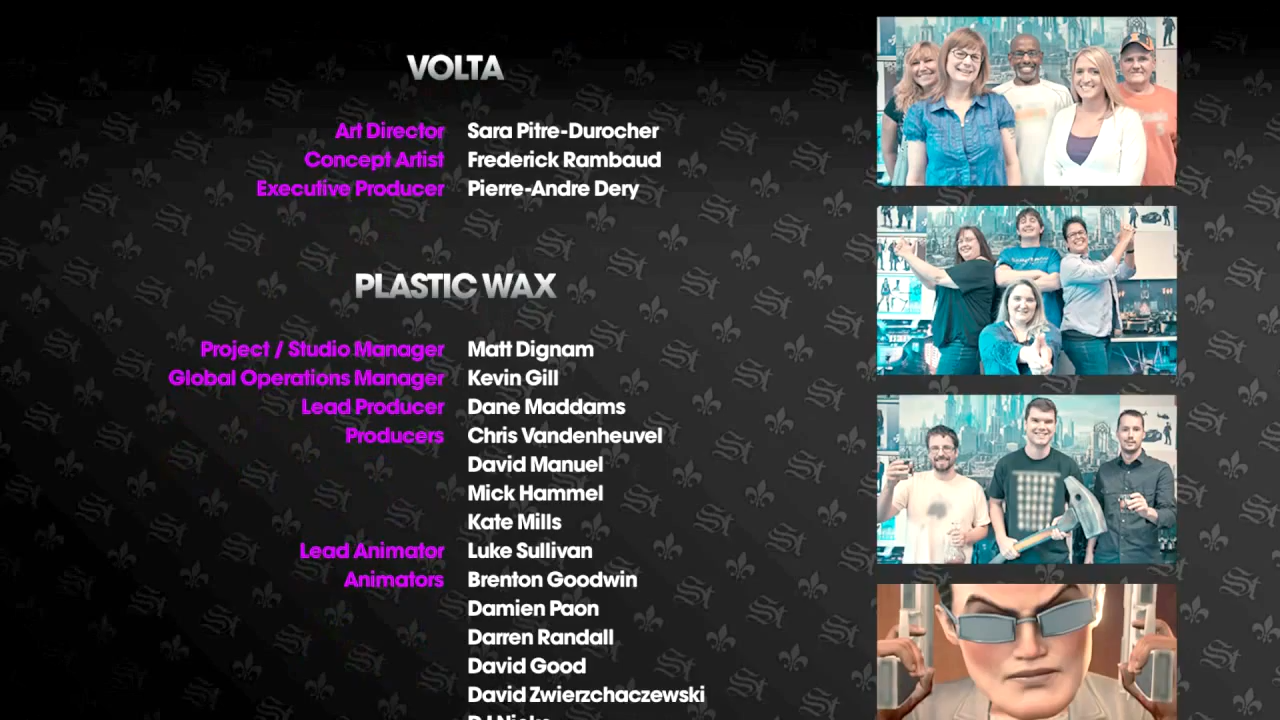 VOLTA
Art Director Sara Pitre-Durocher
Concept Artist Frederick Rambaud
Executive Producer Pierre-Andre Dery
PLASTIC WAX
Project / Studio Manager Matt Dignam
Global Operations Manager Kevin Gill
Lead Producer Dane Maddams
Producers Chris Vandenheuvel
David Manuel
Mick Hammel
Kate Mills
Lead Animator Luke Sullivan
Animators Brenton Goodwin
Damien Paon
Darren Randall
David Good
David Zwierzchaczewski